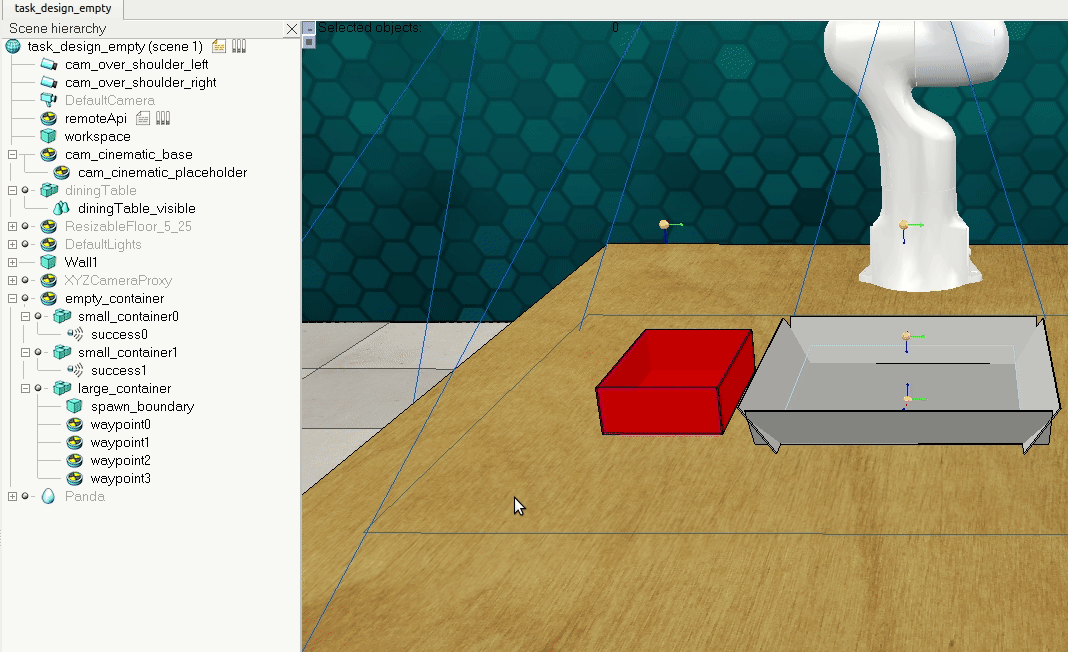 task_design_empty
Scene hierarchy
Selected objects: 0
task_design_empty (scene 1)
cam_over_shoulder_left
cam_over_shoulder_right
DefaultCamera
remoteApi
workspace
cam_cinematic_base
cam_cinematic_placeholder
diningTable
diningTable_visible
ResizableFloor_5_25
DefaultLights
Wall1
XYZCameraProxy
empty_container
small_container0
success0
small_container1
success1
large_container
spawn_boundary
waypoint0
waypoint1
waypoint2
waypoint3
Panda